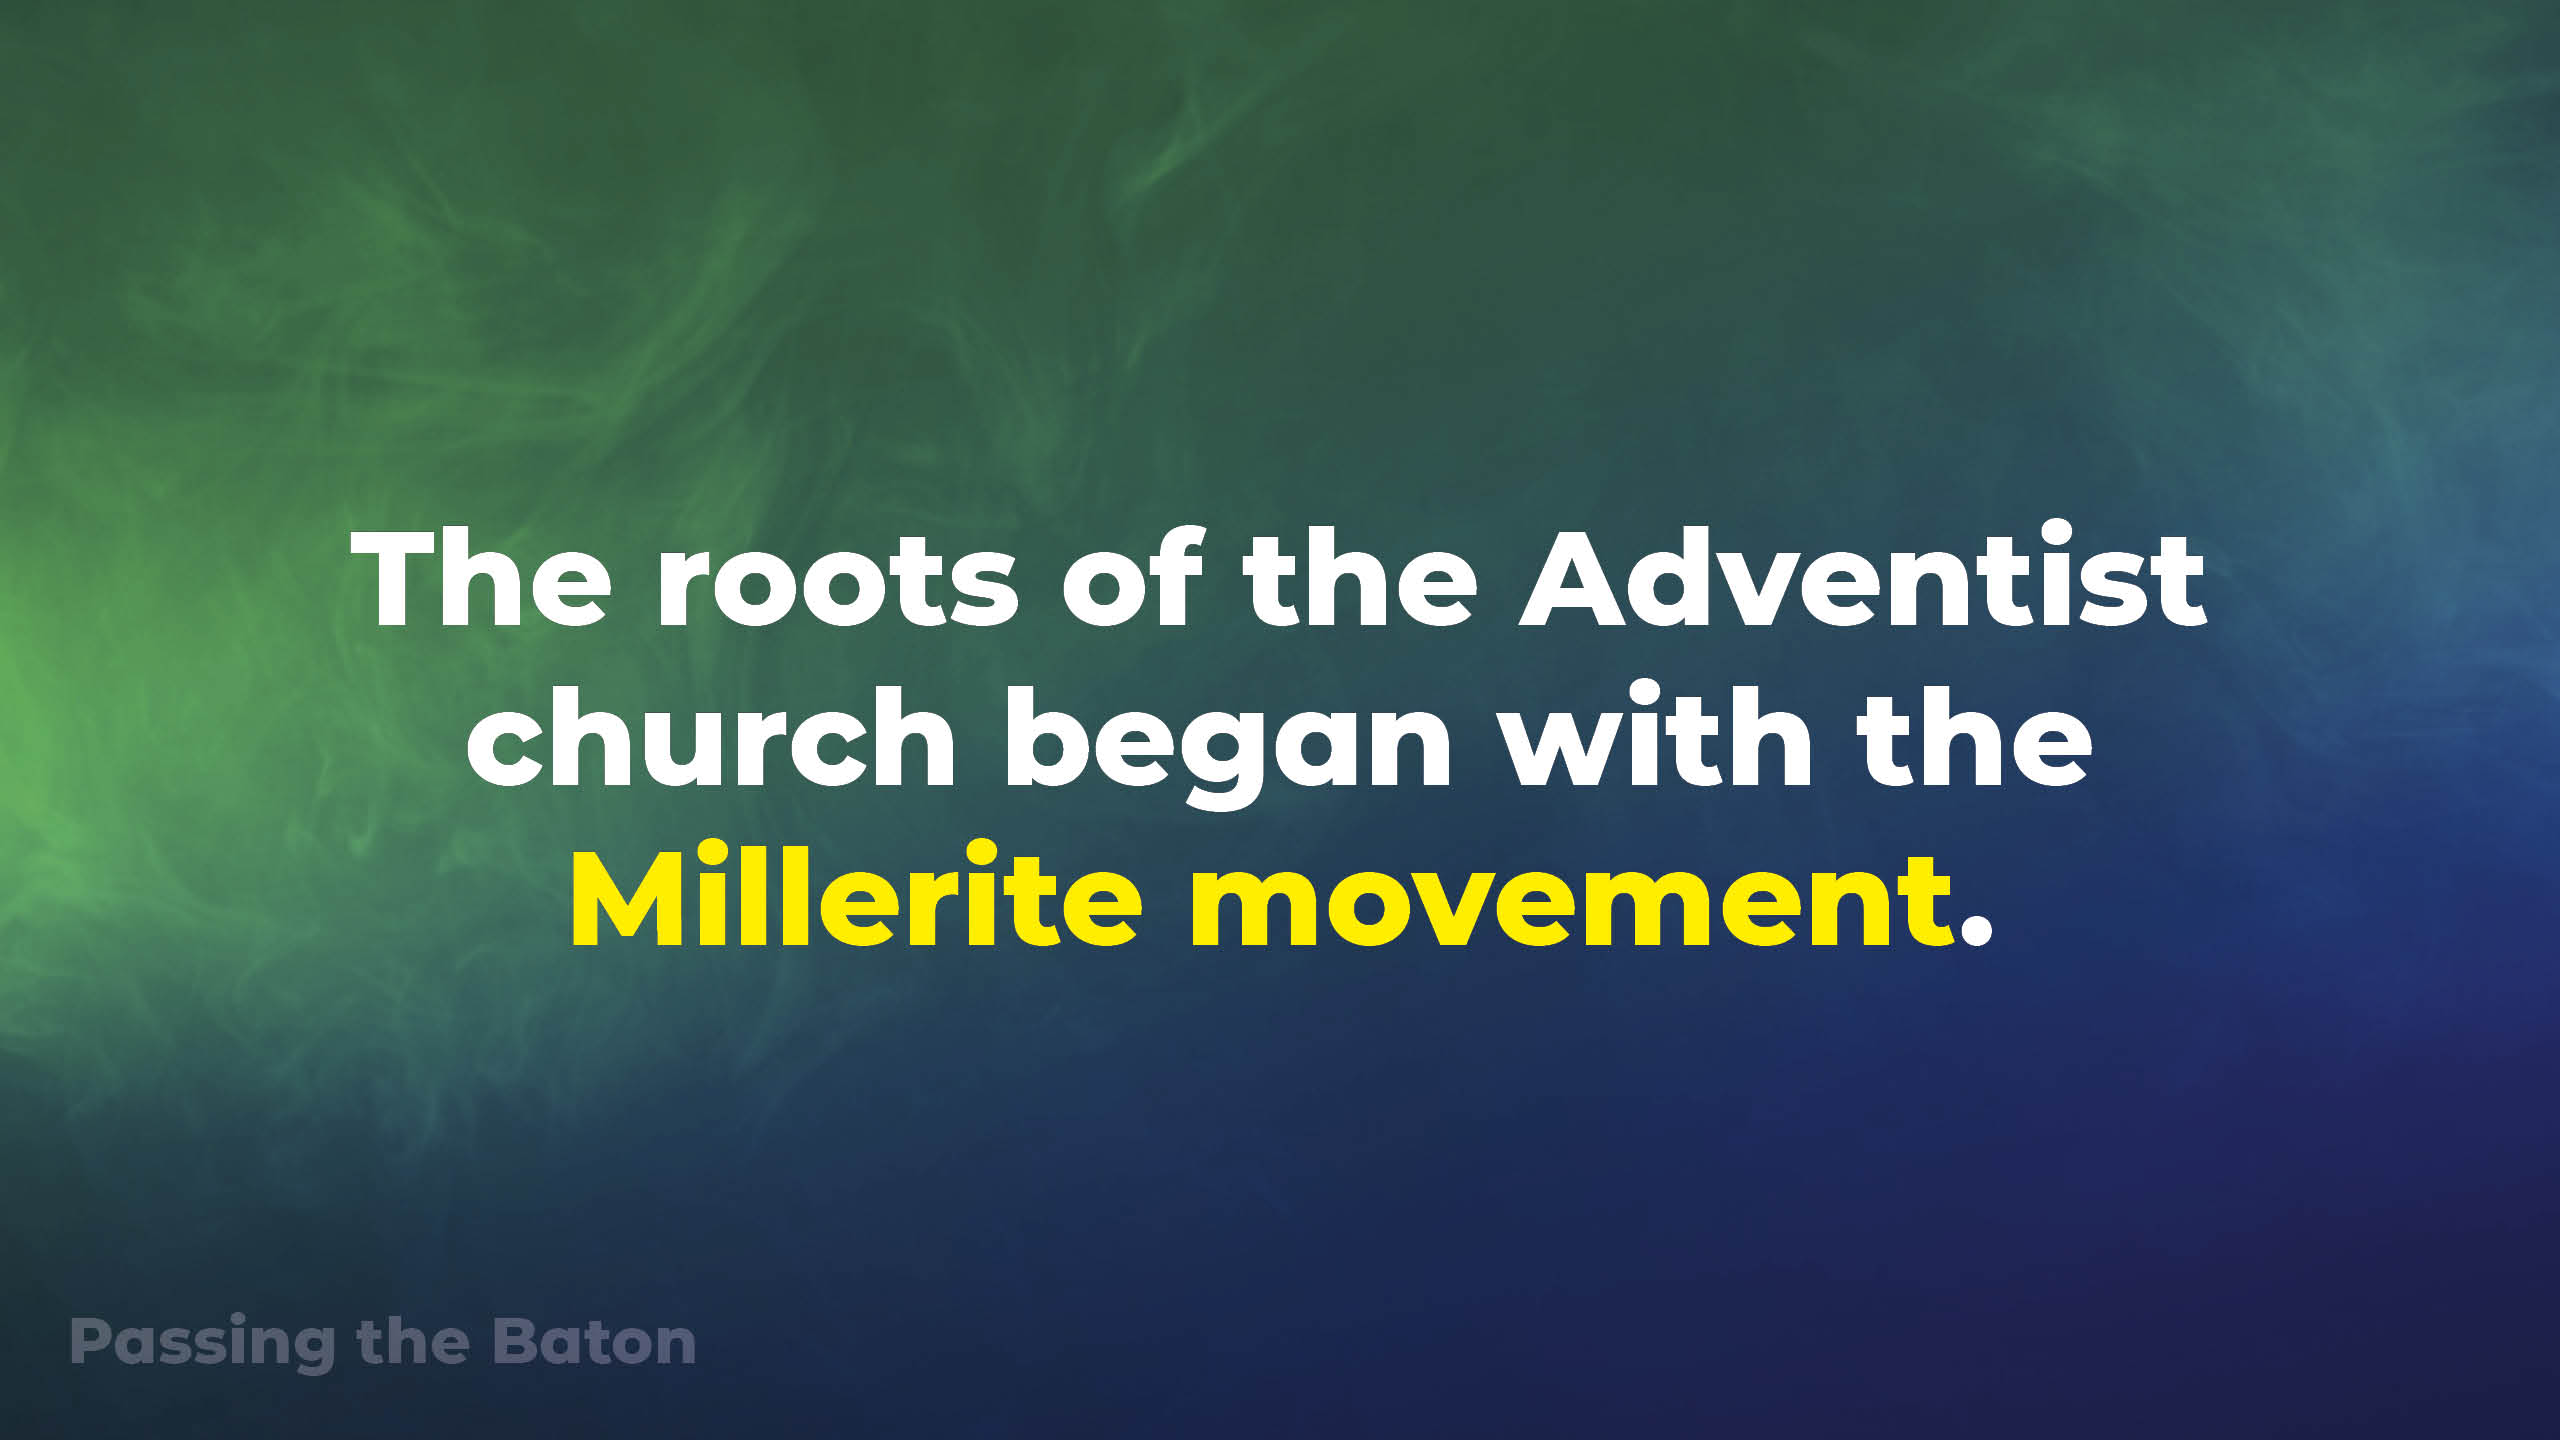 The roots of the Adventist
church began with the
Millerite movement.
Passing the Baton